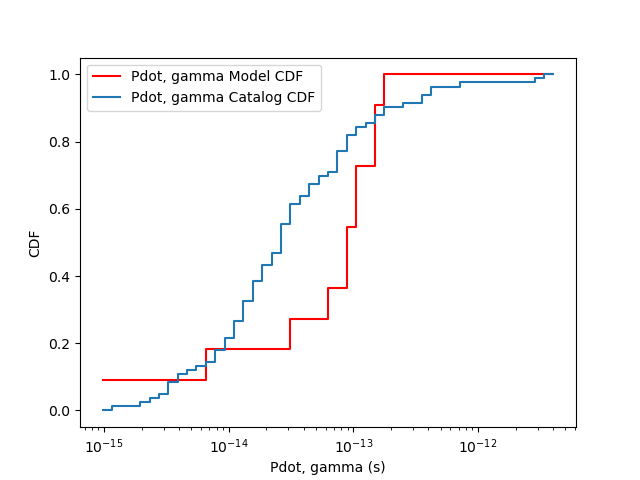 Pdot, gamma Model CDF
Pdot, gamma Catalog CDF
1.0
0.8
0.6
0.4
0.2
0.0
CDF
10⁻¹⁵ 10⁻¹⁴ 10⁻¹³ 10⁻¹²
Pdot, gamma (s)